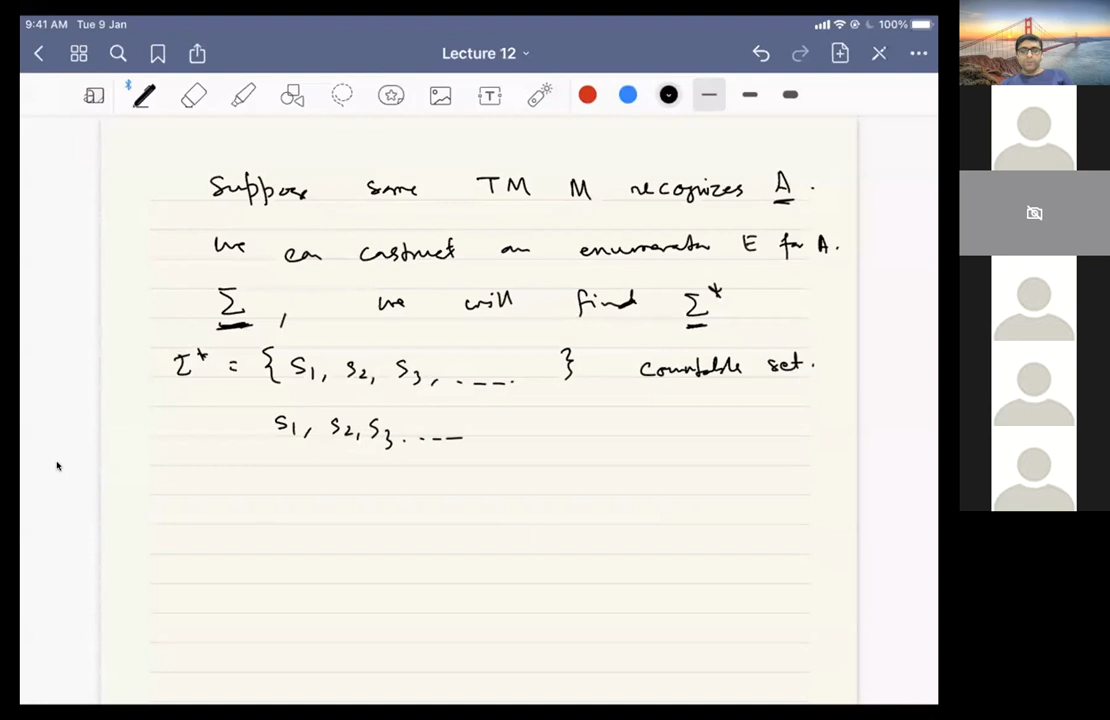 9:41 AM Tue 9 Jan
100%
Lecture 12
Suppose some TM M recognizes A.
we can castruct an enumerator E for A.
Σ, we will find Σ*
Σ* = { s1, s2, s3, ..... } countable set.
s1, s2, s3 .....